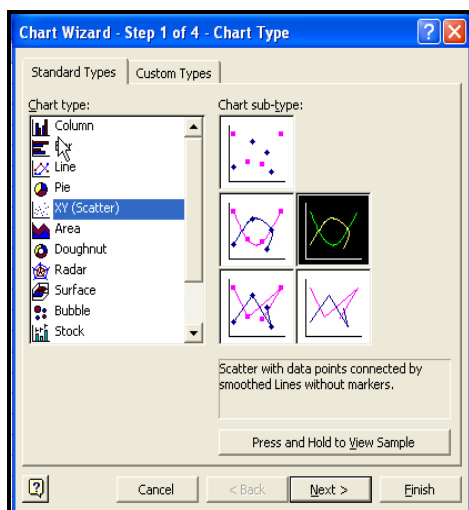 Chart Wizard - Step 1 of 4 - Chart Type
Standard Types Custom Types
Chart type:
Column
Line
Pie
XY (Scatter)
Area
Doughnut
Radar
Surface
Bubble
Stock
Chart sub-type:
Scatter with data points connected by
smoothed Lines without markers.
Press and Hold to View Sample
Cancel < Back Next > Finish